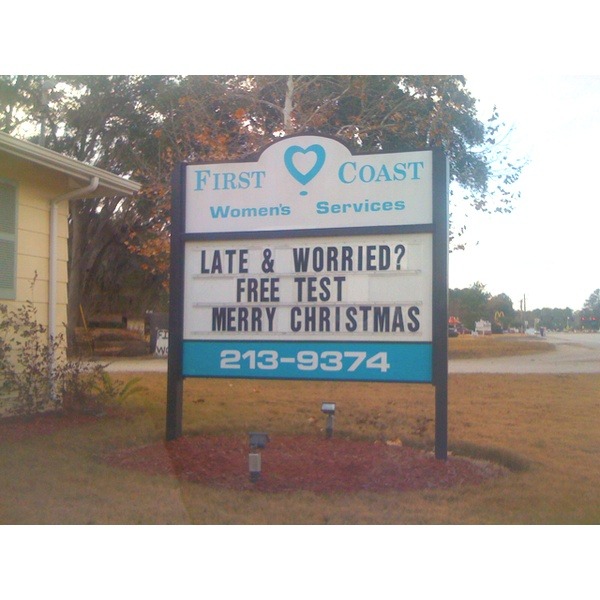 First Coast
Women's Services
LATE & WORRIED?
FREE TEST
MERRY CHRISTMAS
213-9374